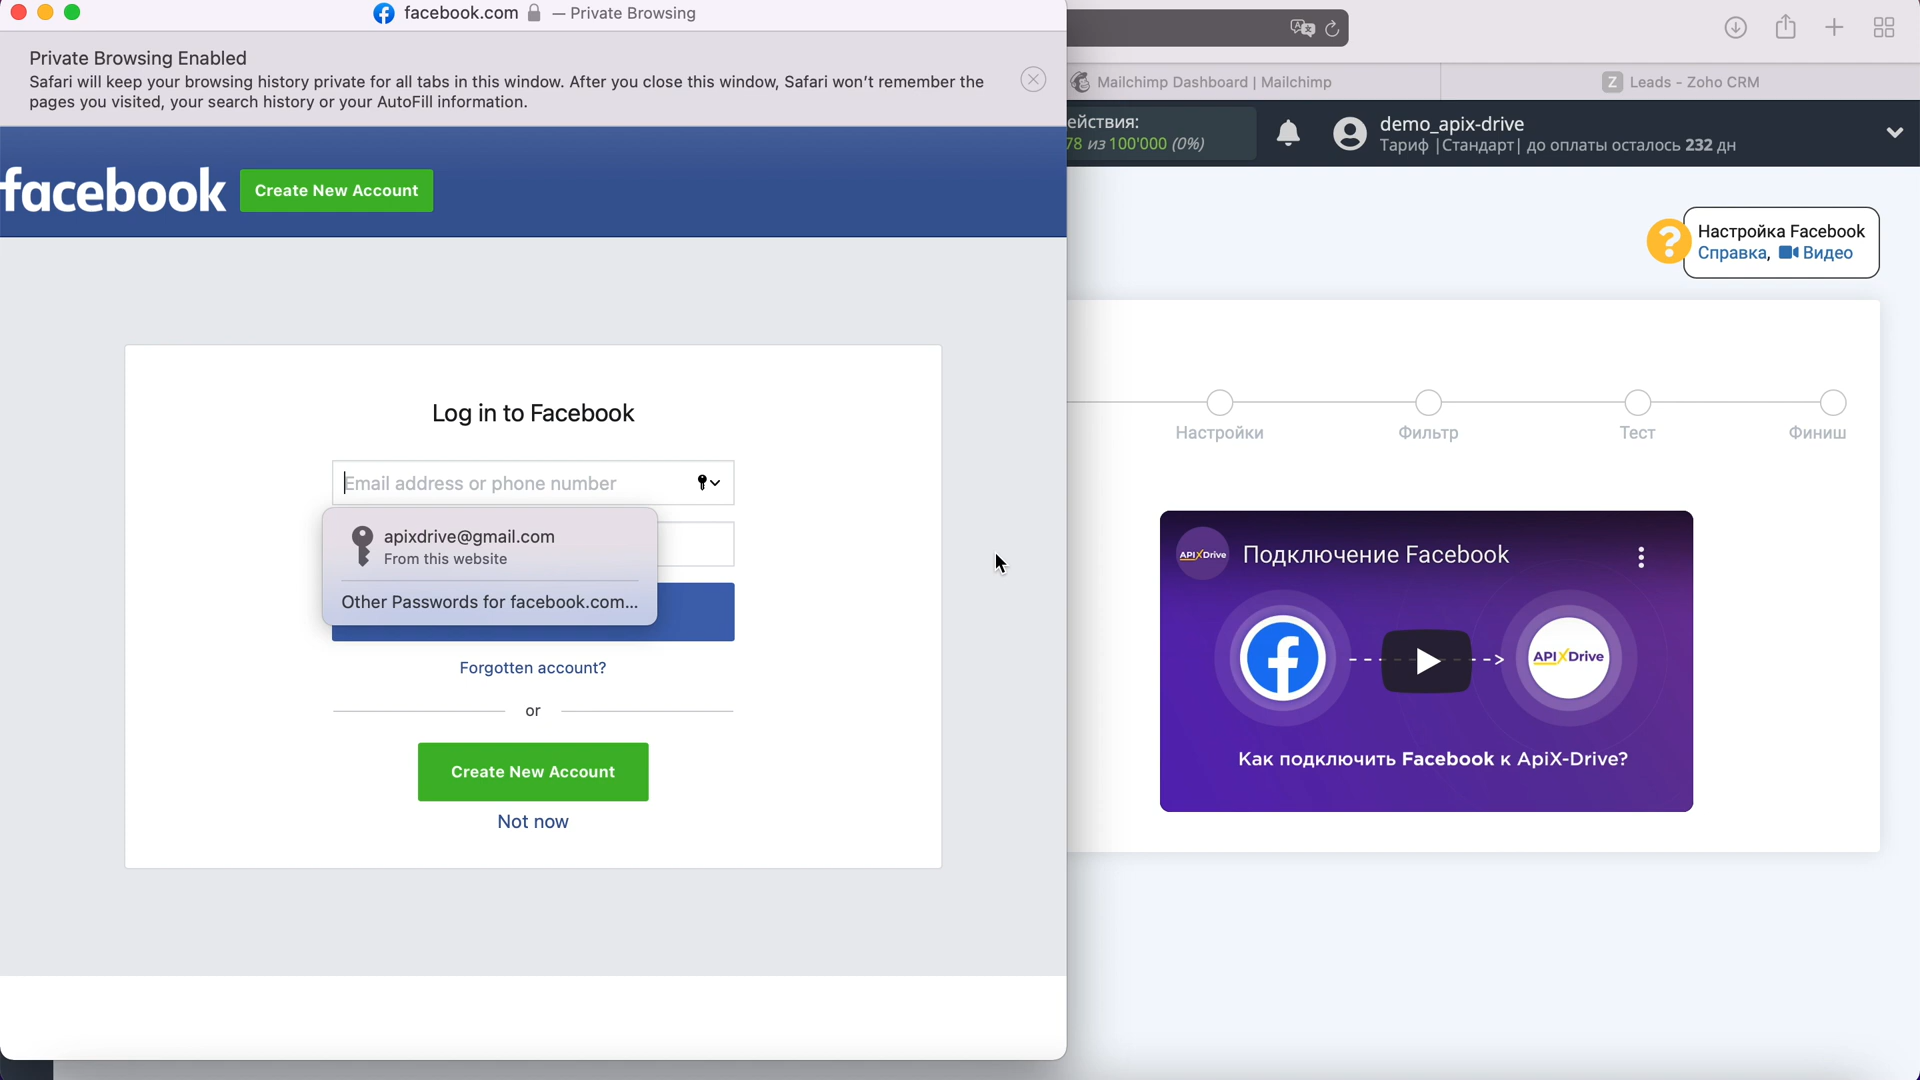 facebook.com — Private Browsing
Private Browsing Enabled
Safari will keep your browsing history private for all tabs in this window. After you close this window, Safari won't remember the
pages you visited, your search history or your AutoFill information.
facebook
Create New Account
Log in to Facebook
Email address or phone number
apixdrive@gmail.com
From this website
Other Passwords for facebook.com...
Forgotten account?
or
Create New Account
Not now
Mailchimp Dashboard | Mailchimp
Z Leads - Zoho CRM
ействия:
78 из 100'000 (0%)
demo_apix-drive
Тариф |Стандарт| до оплаты осталось 232 дн
Настройка Facebook
Справка, Видео
Настройки
Фильтр
Тест
Финиш
APIXDrive
Подключение Facebook
APIXDrive
Как подключить Facebook к ApiX-Drive?